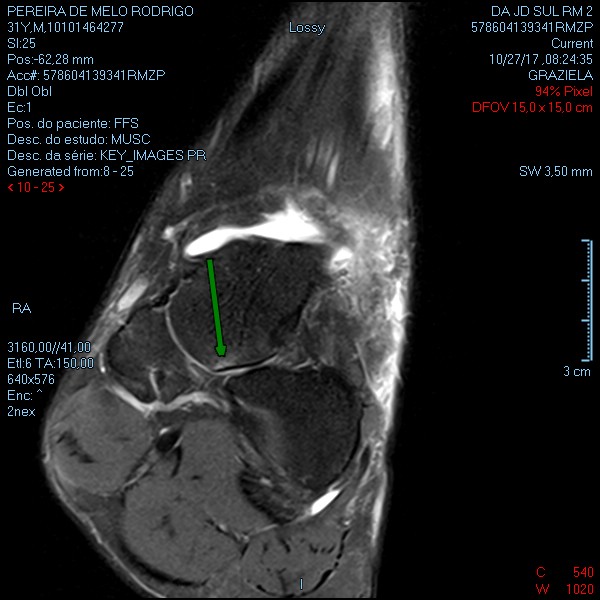 PEREIRA DE MELO RODRIGO
31Y,M,10101464277
Sl:25
Pos:-62,28 mm
Acc#: 578604139341RMZP
Dbl Obl
Ec:1
Pos. do paciente: FFS
Desc. do estudo: MUSC
Desc. da série: KEY_IMAGES PR
Generated from:8 - 25
< 10 - 25 >
Lossy
DA JD SUL RM 2
578604139341RMZP
Current
10/27/17 ,08:24:35
GRAZIELA
94% Pixel
DFOV 15,0 x 15,0 cm
SW 3,50 mm
RA
3160,00//41,00
Etl:6 TA:150,00
640x576
Enc: ^
2nex
3 cm
I
C 540
W 1020